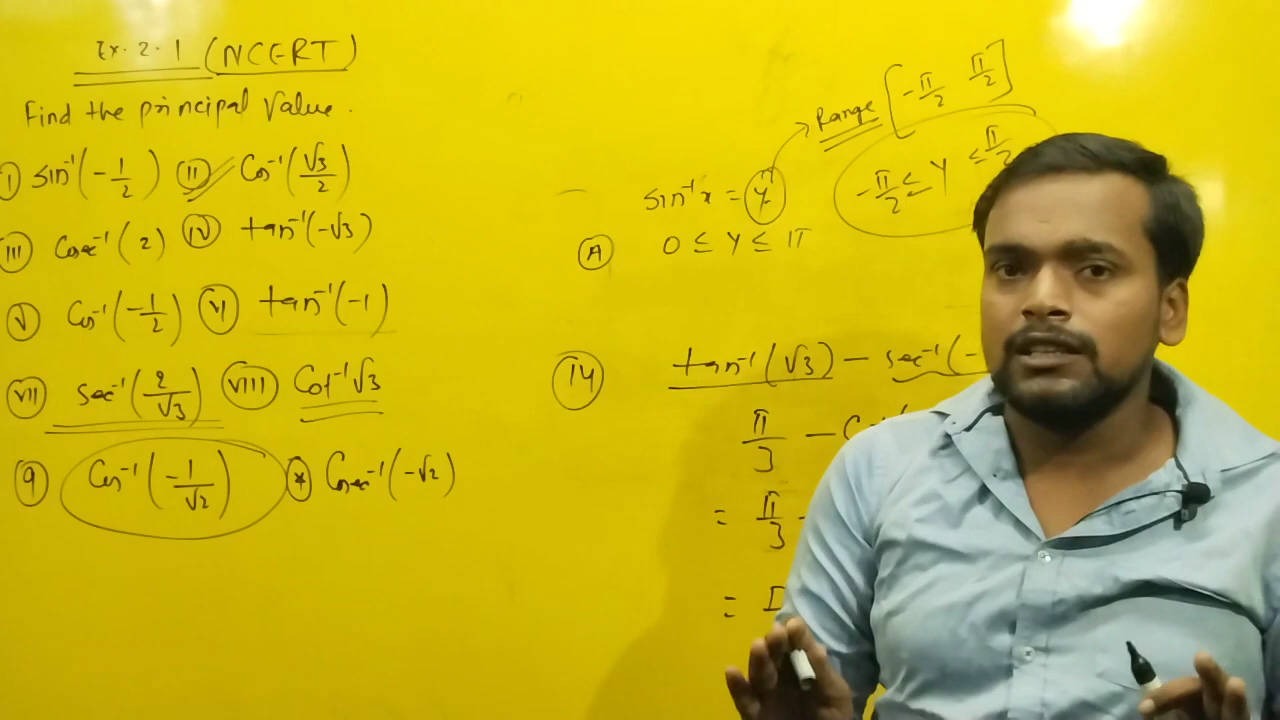 Ex. 2.1 (NCERT)
Find the principal value.
(I) sin⁻¹(-1/2) (II) Cos⁻¹(√3/2)
(III) Cosec⁻¹(2) (IV) tan⁻¹(-√3)
(V) Cos⁻¹(-1/2) (VI) tan⁻¹(-1)
(VII) sec⁻¹(2/√3) (VIII) Cot⁻¹√3
(9) Cos⁻¹(-1/√2) (*) Cosec⁻¹(-√2)
Range [-π/2 π/2]
-π/2 ≤ Y ≤ π/2
sin⁻¹x = y
(A) 0 ≤ Y ≤ π
(14) tan⁻¹(√3) - sec⁻¹(-
π/3 - C
= π/3 -
=